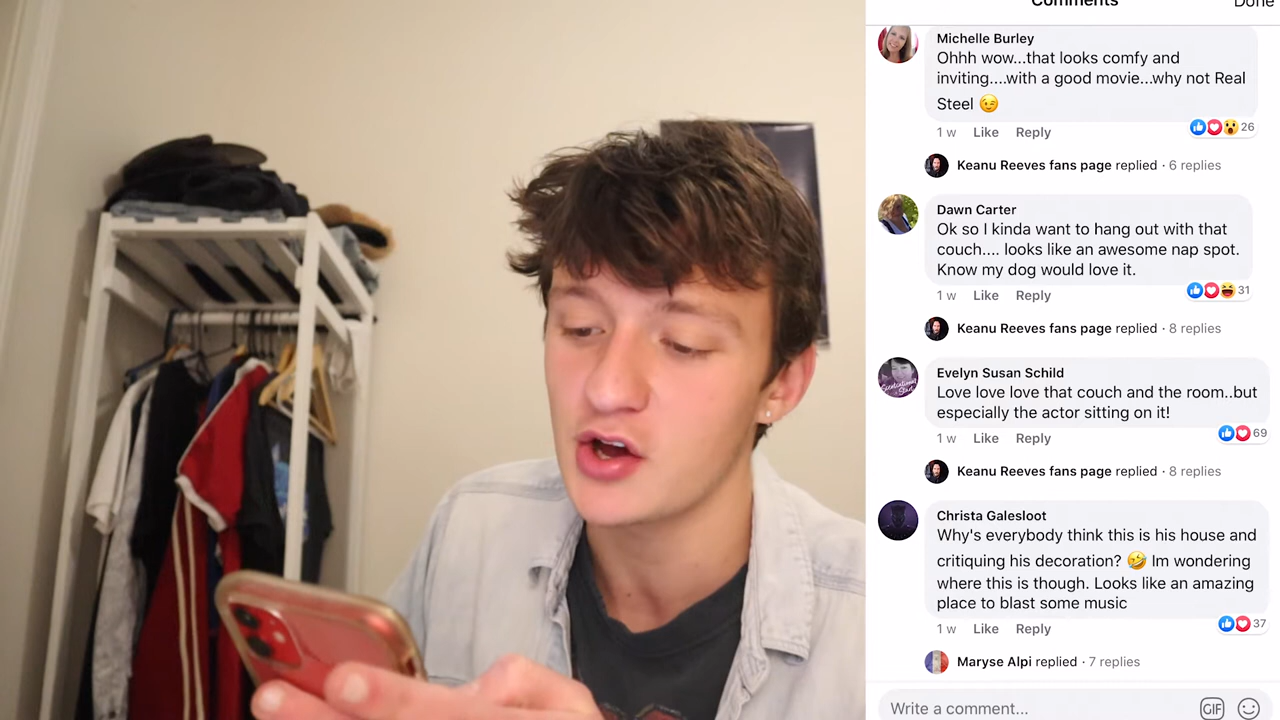 Comments
Done
Michelle Burley
Ohhh wow...that looks comfy and
inviting....with a good movie...why not Real
Steel 😉
1 w Like Reply
26
Keanu Reeves fans page replied · 6 replies
Dawn Carter
Ok so I kinda want to hang out with that
couch.... looks like an awesome nap spot.
Know my dog would love it.
1 w Like Reply
31
Keanu Reeves fans page replied · 8 replies
Evelyn Susan Schild
Love love love that couch and the room..but
especially the actor sitting on it!
1 w Like Reply
69
Keanu Reeves fans page replied · 8 replies
Christa Galesloot
Why's everybody think this is his house and
critiquing his decoration? 🤣 Im wondering
where this is though. Looks like an amazing
place to blast some music
1 w Like Reply
37
Maryse Alpi replied · 7 replies
Write a comment...
GIF